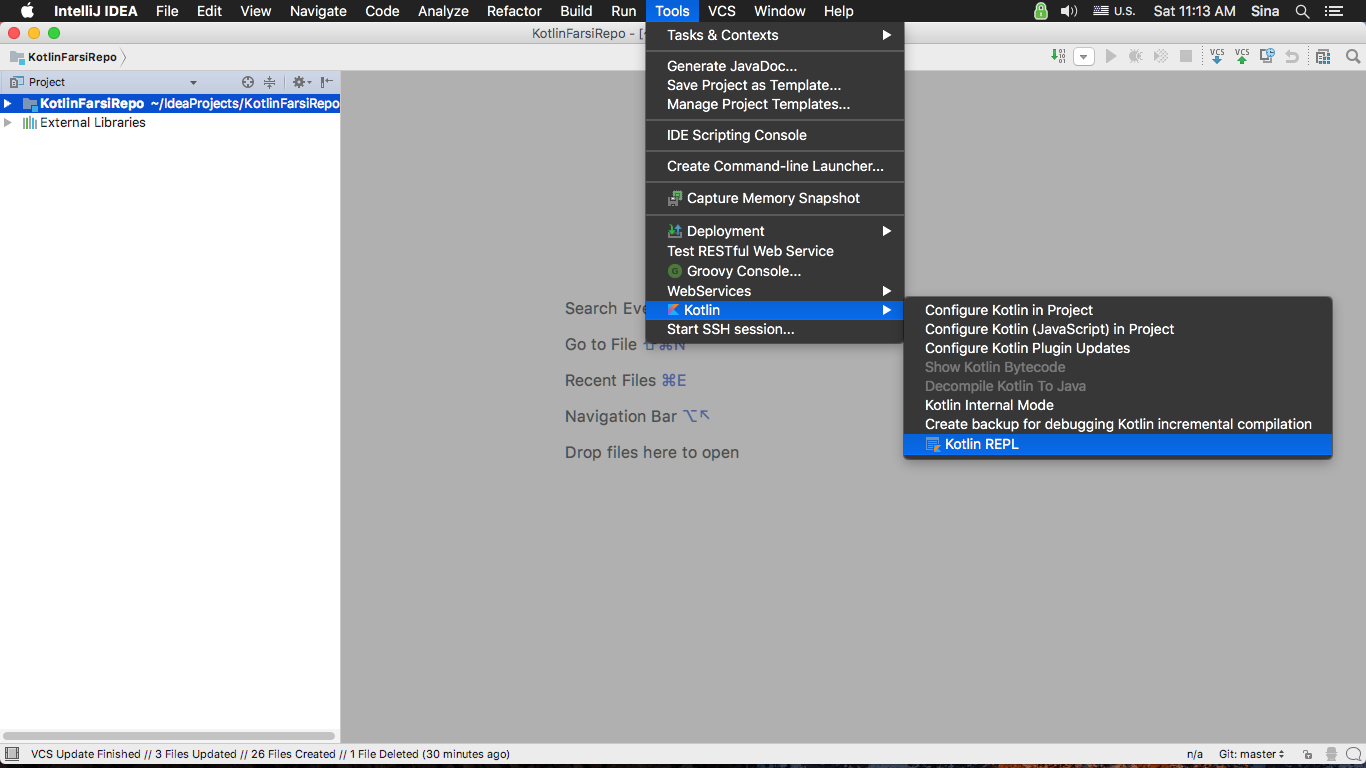 IntelliJ IDEA File Edit View Navigate Code Analyze Refactor Build Run Tools VCS Window Help U.S. Sat 11:13 AM Sina
KotlinFarsiRepo - [
KotlinFarsiRepo
VCS VCS
Project
KotlinFarsiRepo ~/IdeaProjects/KotlinFarsiRepo
External Libraries
Tasks & Contexts
Generate JavaDoc...
Save Project as Template...
Manage Project Templates...
IDE Scripting Console
Create Command-line Launcher...
Capture Memory Snapshot
Deployment
Test RESTful Web Service
G Groovy Console...
WebServices
Kotlin
Start SSH session...
Configure Kotlin in Project
Configure Kotlin (JavaScript) in Project
Configure Kotlin Plugin Updates
Show Kotlin Bytecode
Decompile Kotlin To Java
Kotlin Internal Mode
Create backup for debugging Kotlin incremental compilation
Kotlin REPL
Search Eve
Go to File ⇧⌘N
Recent Files ⌘E
Navigation Bar ⌥↖
Drop files here to open
VCS Update Finished // 3 Files Updated // 26 Files Created // 1 File Deleted (30 minutes ago) n/a Git: master